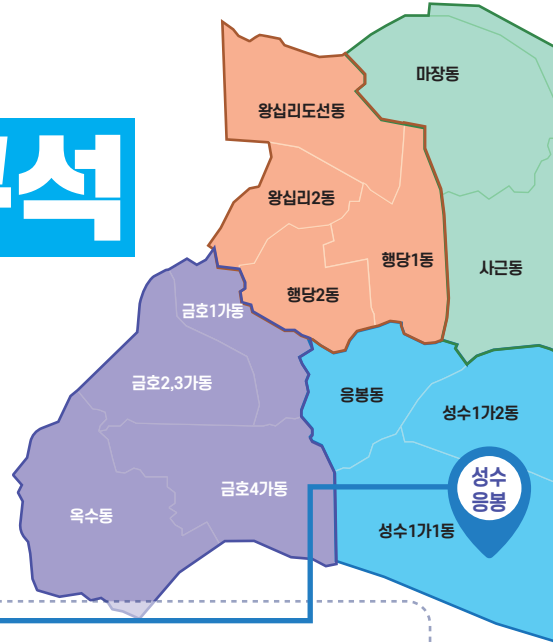 석
마장동
왕십리도선동
왕십리2동
행당1동
사근동
행당2동
금호1가동
금호2,3가동
응봉동
성수1가2동
금호4가동
옥수동
성수
응봉
성수1가1동